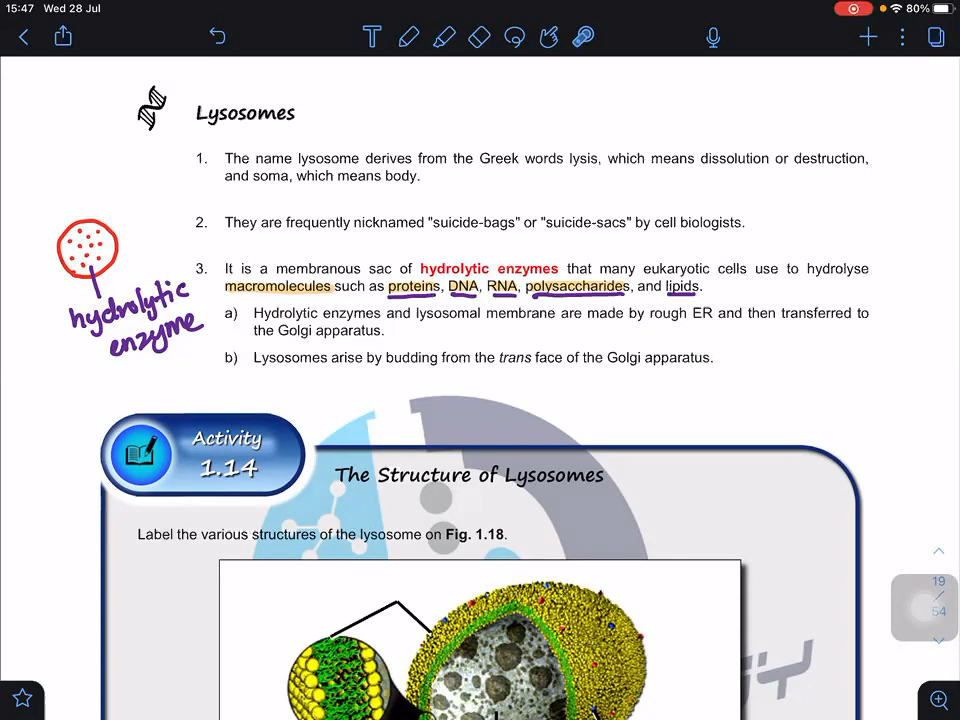 15:47 Wed 28 Jul
80%
T
Lysosomes
1. The name lysosome derives from the Greek words lysis, which means dissolution or destruction,
and soma, which means body.
2. They are frequently nicknamed "suicide-bags" or "suicide-sacs" by cell biologists.
3. It is a membranous sac of hydrolytic enzymes that many eukaryotic cells use to hydrolyse
macromolecules such as proteins, DNA, RNA, polysaccharides, and lipids.
hydrolytic
enzyme
a) Hydrolytic enzymes and lysosomal membrane are made by rough ER and then transferred to
the Golgi apparatus.
b) Lysosomes arise by budding from the trans face of the Golgi apparatus.
Activity
1.14
The Structure of Lysosomes
Label the various structures of the lysosome on Fig. 1.18.
19
54